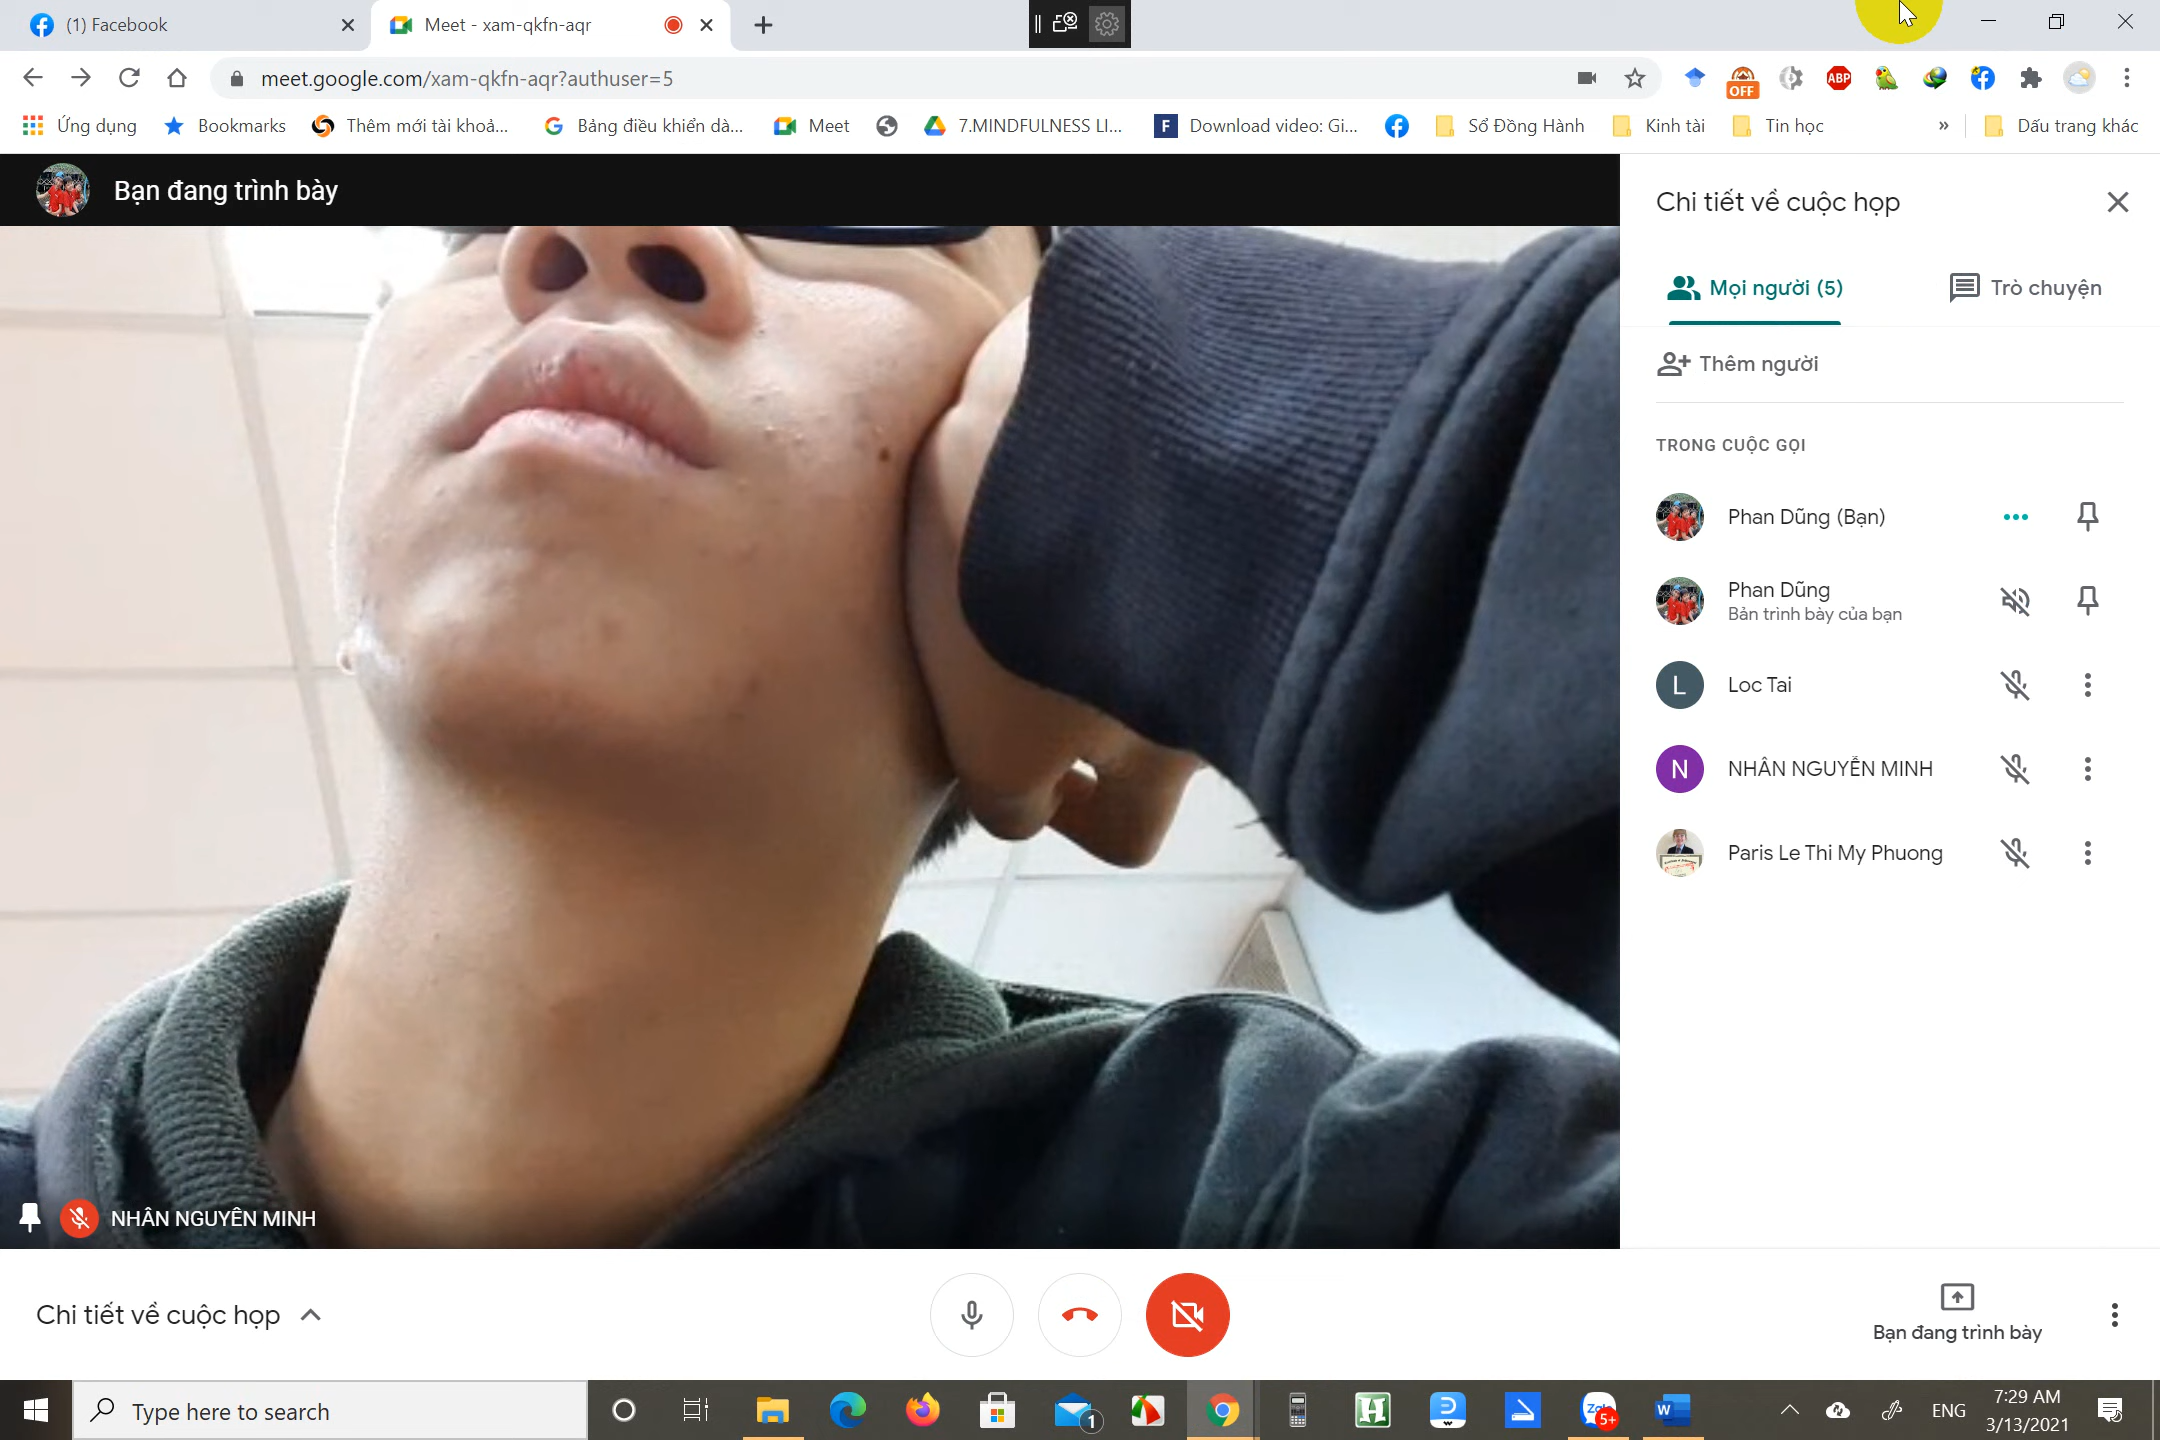 (1) Facebook
Meet - xam-qkfn-aqr
meet.google.com/xam-qkfn-aqr?authuser=5
OFF
ABP
Ứng dụng
Bookmarks
Thêm mới tài khoả...
Bảng điều khiển dà...
Meet
7.MINDFULNESS LI...
Download video: Gi...
Sổ Đồng Hành
Kinh tài
Tin học
»
Dấu trang khác
Bạn đang trình bày
Chi tiết về cuộc họp
Mọi người (5)
Trò chuyện
Thêm người
TRONG CUỘC GỌI
Phan Dũng (Bạn)
Phan Dũng
Bản trình bày của bạn
L
Loc Tai
N
NHÂN NGUYỄN MINH
Paris Le Thi My Phuong
NHÂN NGUYỄN MINH
Chi tiết về cuộc họp
Bạn đang trình bày
Type here to search
1
5+
W
ENG
7:29 AM
3/13/2021